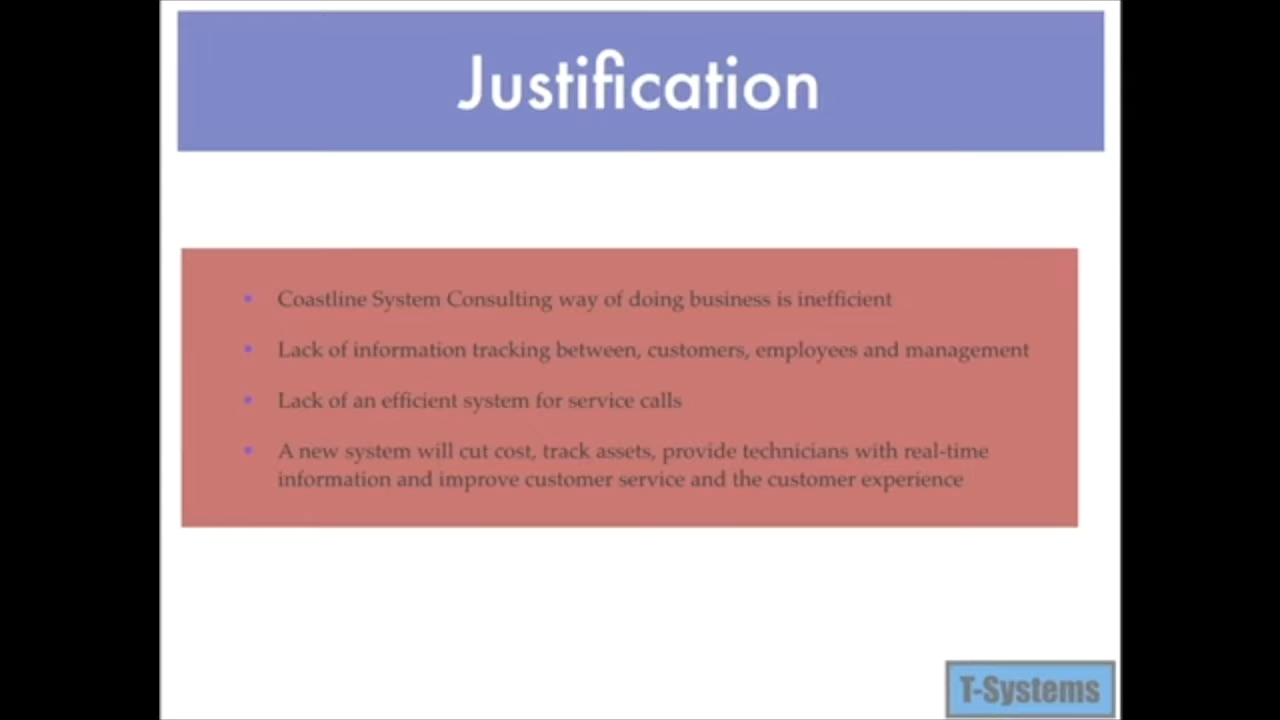 Justification
• Coastline System Consulting way of doing business is inefficient
• Lack of information tracking between, customers, employees and management
• Lack of an efficient system for service calls
• A new system will cut cost, track assets, provide technicians with real-time
information and improve customer service and the customer experience
T-Systems